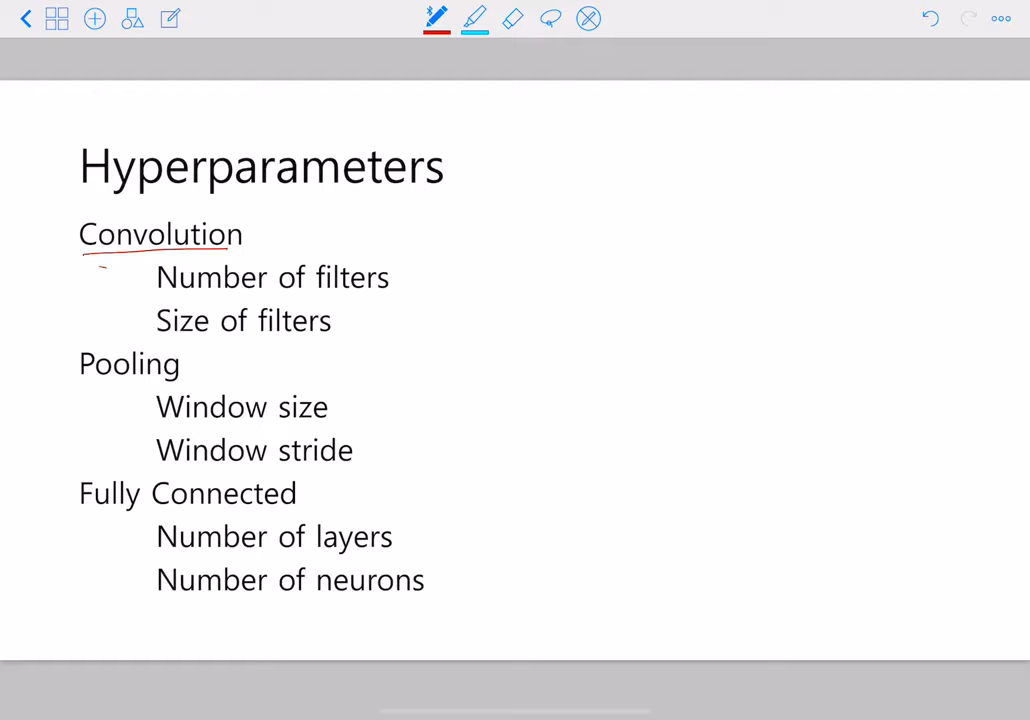 Hyperparameters
Convolution
Number of filters
Size of filters
Pooling
Window size
Window stride
Fully Connected
Number of layers
Number of neurons